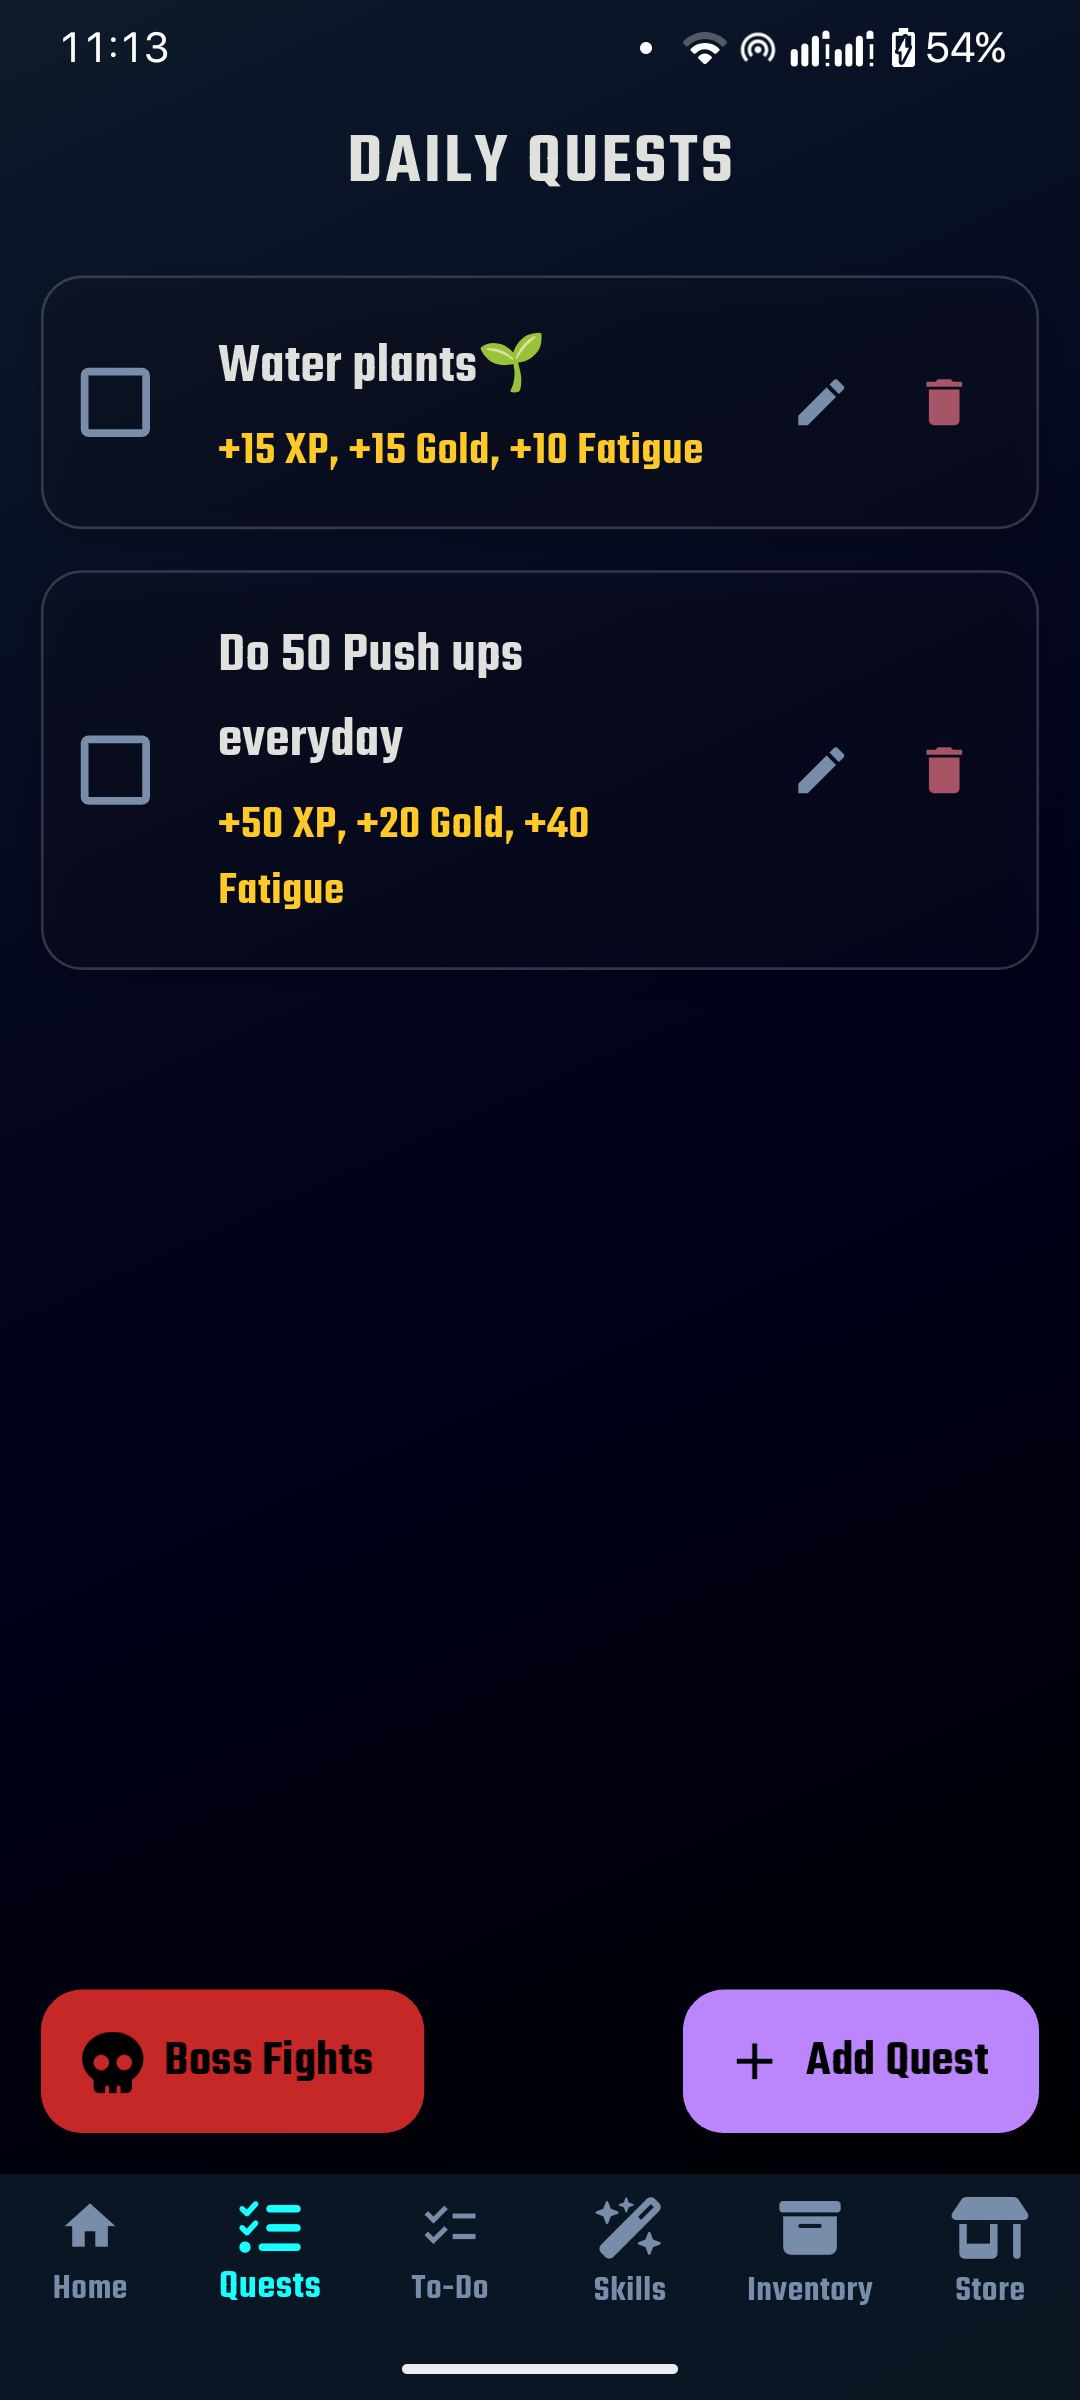 11:13 54%
DAILY QUESTS
Water plants🌱
+15 XP, +15 Gold, +10 Fatigue
Do 50 Push ups
everyday
+50 XP, +20 Gold, +40
Fatigue
Boss Fights
+ Add Quest
Home Quests To-Do Skills Inventory Store